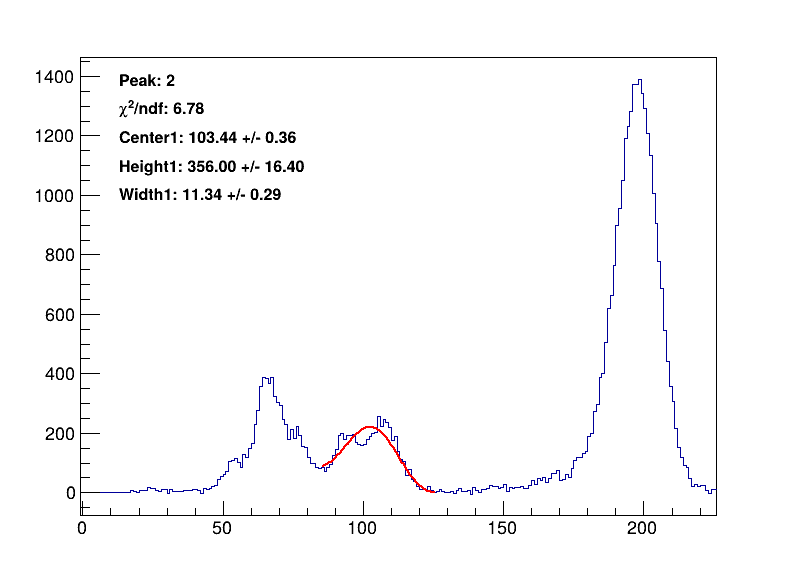 1400
1200
1000
800
600
400
200
0
Peak: 2
χ²/ndf: 6.78
Center1: 103.44 +/- 0.36
Height1: 356.00 +/- 16.40
Width1: 11.34 +/- 0.29
0 50 100 150 200